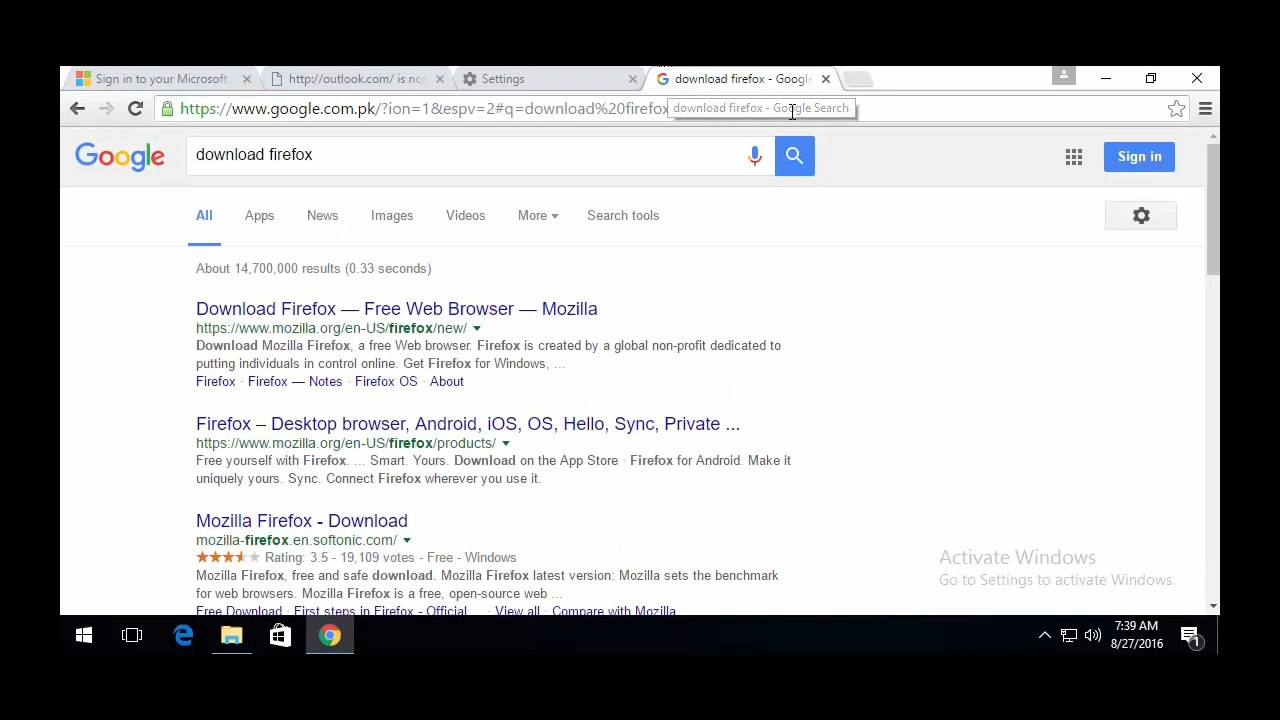 Sign in to your Microsoft
http://outlook.com/ is no
Settings
download firefox - Googl
https://www.google.com.pk/?ion=1&espv=2#q=download%20firefox
download firefox - Google Search
Google
download firefox
Sign in
All
Apps
News
Images
Videos
More
Search tools
About 14,700,000 results (0.33 seconds)
Download Firefox — Free Web Browser — Mozilla
https://www.mozilla.org/en-US/firefox/new/
Download Mozilla Firefox, a free Web browser. Firefox is created by a global non-profit dedicated to
putting individuals in control online. Get Firefox for Windows, ...
Firefox · Firefox — Notes · Firefox OS · About
Firefox – Desktop browser, Android, iOS, OS, Hello, Sync, Private ...
https://www.mozilla.org/en-US/firefox/products/
Free yourself with Firefox. ... Smart. Yours. Download on the App Store · Firefox for Android. Make it
uniquely yours. Sync. Connect Firefox wherever you use it.
Mozilla Firefox - Download
mozilla-firefox.en.softonic.com/
Rating: 3.5 - 19,109 votes - Free - Windows
Mozilla Firefox, free and safe download. Mozilla Firefox latest version: Mozilla sets the benchmark
for web browsers. Mozilla Firefox is a free, open-source web ...
Free Download · First steps in Firefox - Official ... · View all · Compare with Mozilla
Activate Windows
Go to Settings to activate Windows.
7:39 AM
8/27/2016
1